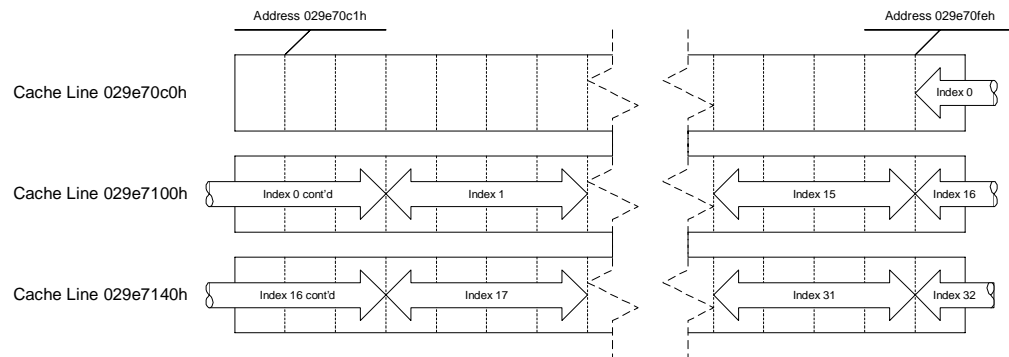 Address 029e70c1h
Address 029e70feh
Cache Line 029e70c0h
Index 0
Cache Line 029e7100h
Index 0 cont'd
Index 1
Index 15
Index 16
Cache Line 029e7140h
Index 16 cont'd
Index 17
Index 31
Index 32